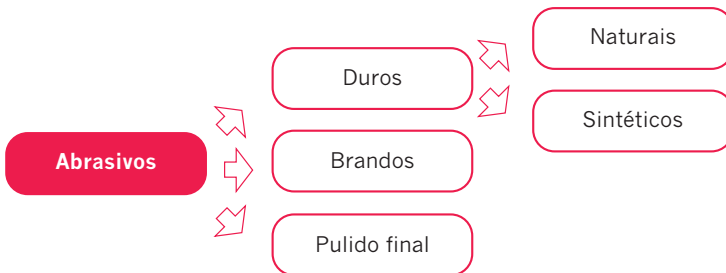 Abrasivos
Duros
Naturais
Sintéticos
Brandos
Pulido final